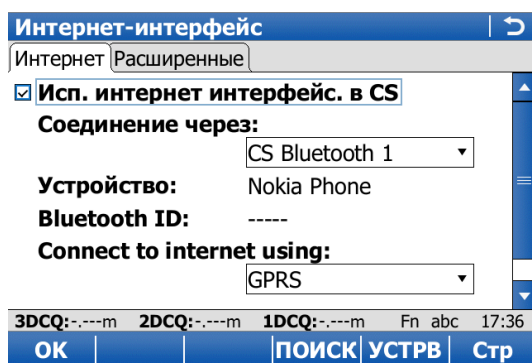 Интернет-интерфейс
Интернет Расширенные
Исп. интернет интерфейс. в CS
Соединение через:
CS Bluetooth 1
Устройство: Nokia Phone
Bluetooth ID: -----
Connect to internet using:
GPRS
3DCQ:-.---m 2DCQ:-.---m 1DCQ:-.---m Fn abc 17:36
OK ПОИСК УСТРВ Стр